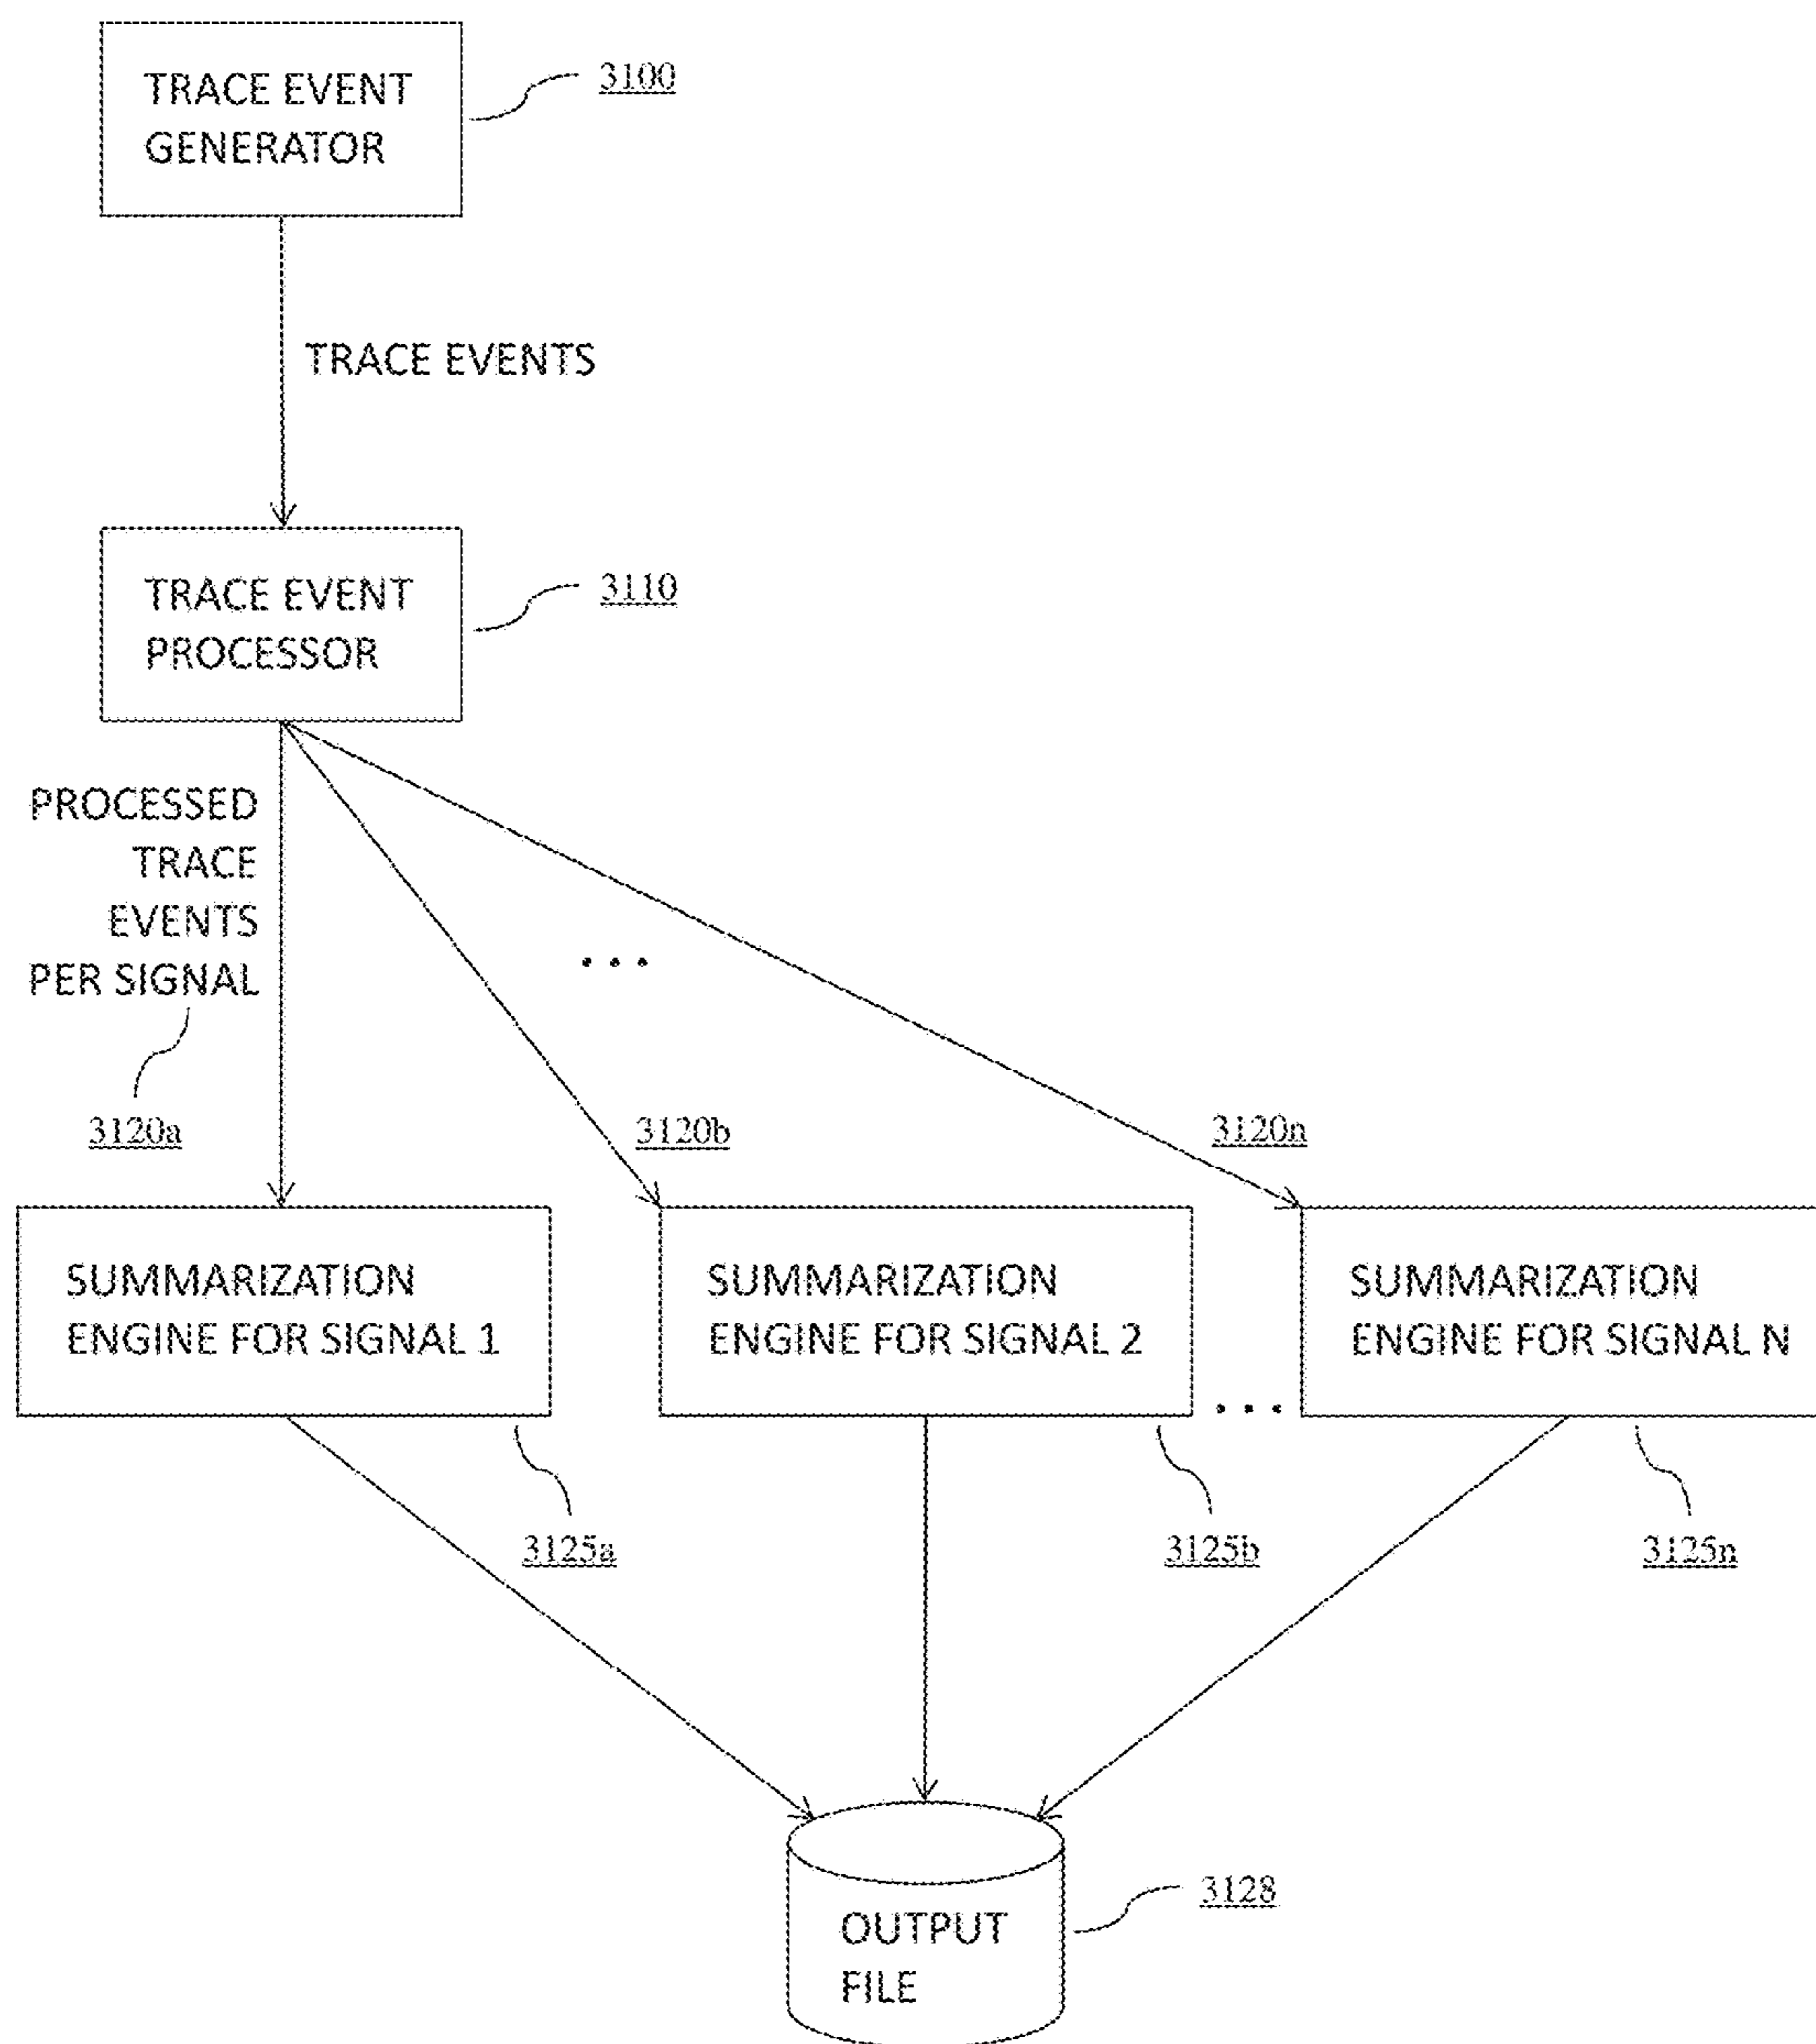 TRACE EVENT
GENERATOR
3100
TRACE EVENTS
TRACE EVENT
PROCESSOR
3110
PROCESSED
TRACE
EVENTS
PER SIGNAL
...
3120a
3120b
3120n
SUMMARIZATION
ENGINE FOR SIGNAL 1
SUMMARIZATION
ENGINE FOR SIGNAL 2
...
SUMMARIZATION
ENGINE FOR SIGNAL N
3125a
3125b
3125n
OUTPUT
FILE
3128